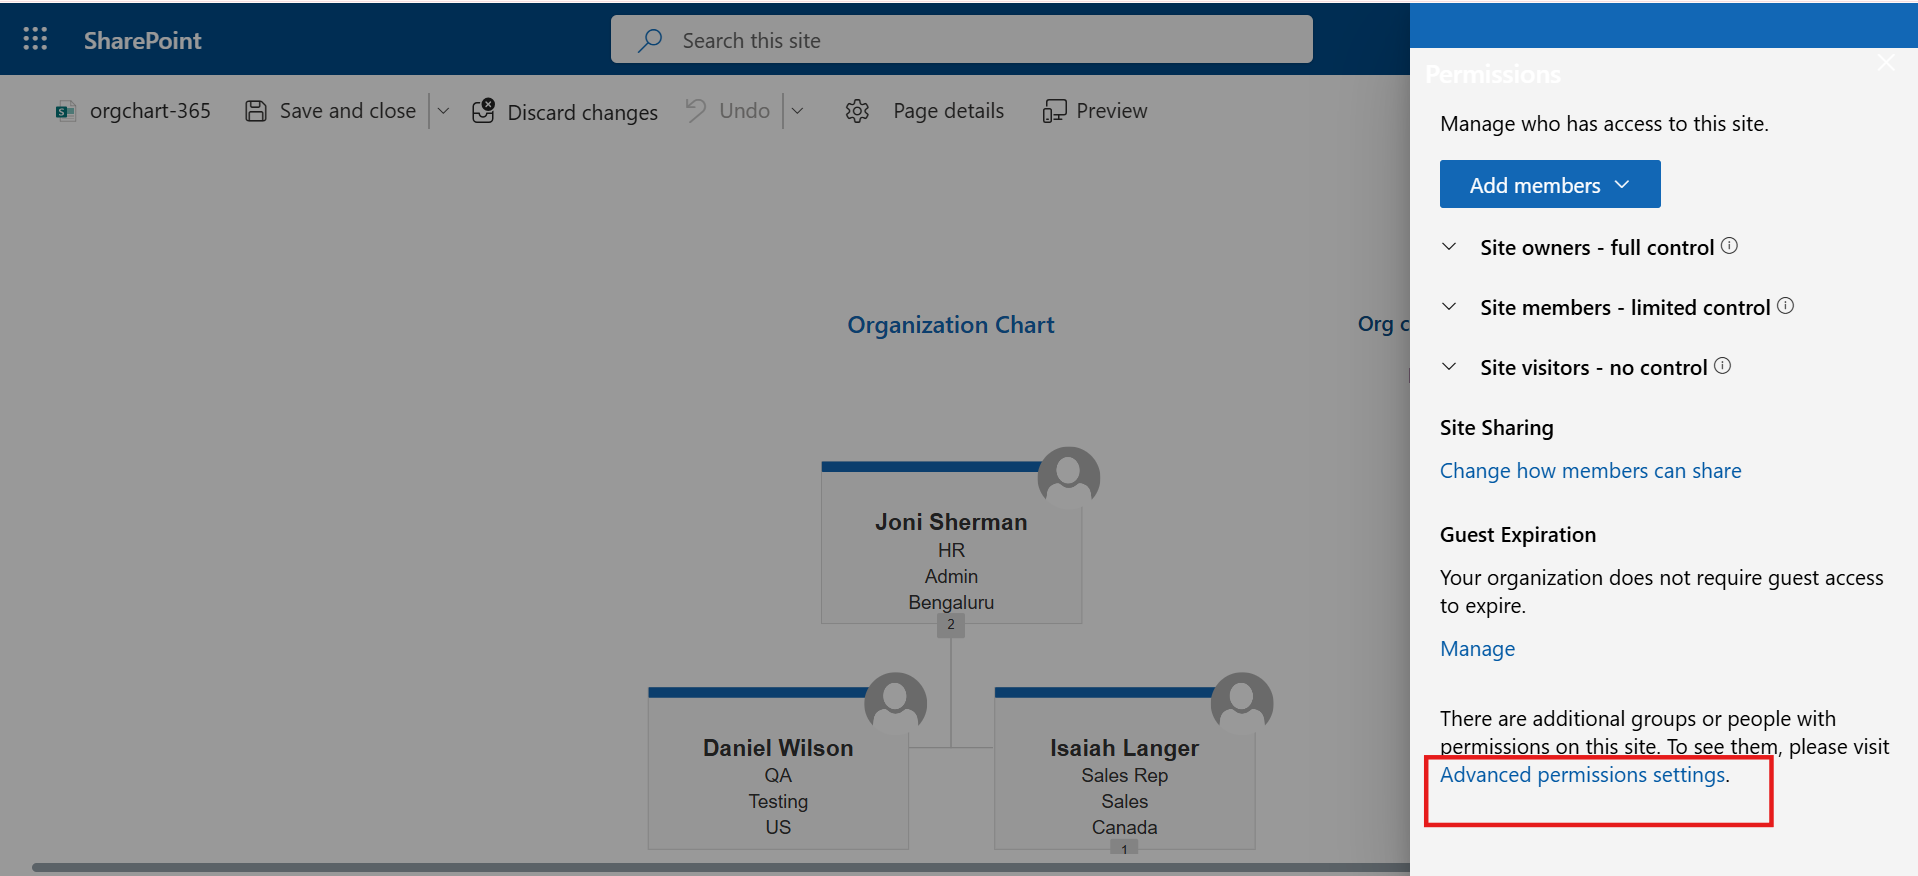 SharePoint
Search this site
orgchart-365
Save and close
Discard changes
Undo
Page details
Preview
Organization Chart
Org c
Joni Sherman
HR
Admin
Bengaluru
2
Daniel Wilson
QA
Testing
US
Isaiah Langer
Sales Rep
Sales
Canada
1
Permissions
Manage who has access to this site.
Add members
Site owners - full control
Site members - limited control
Site visitors - no control
Site Sharing
Change how members can share
Guest Expiration
Your organization does not require guest access
to expire.
Manage
There are additional groups or people with
permissions on this site. To see them, please visit
Advanced permissions settings.